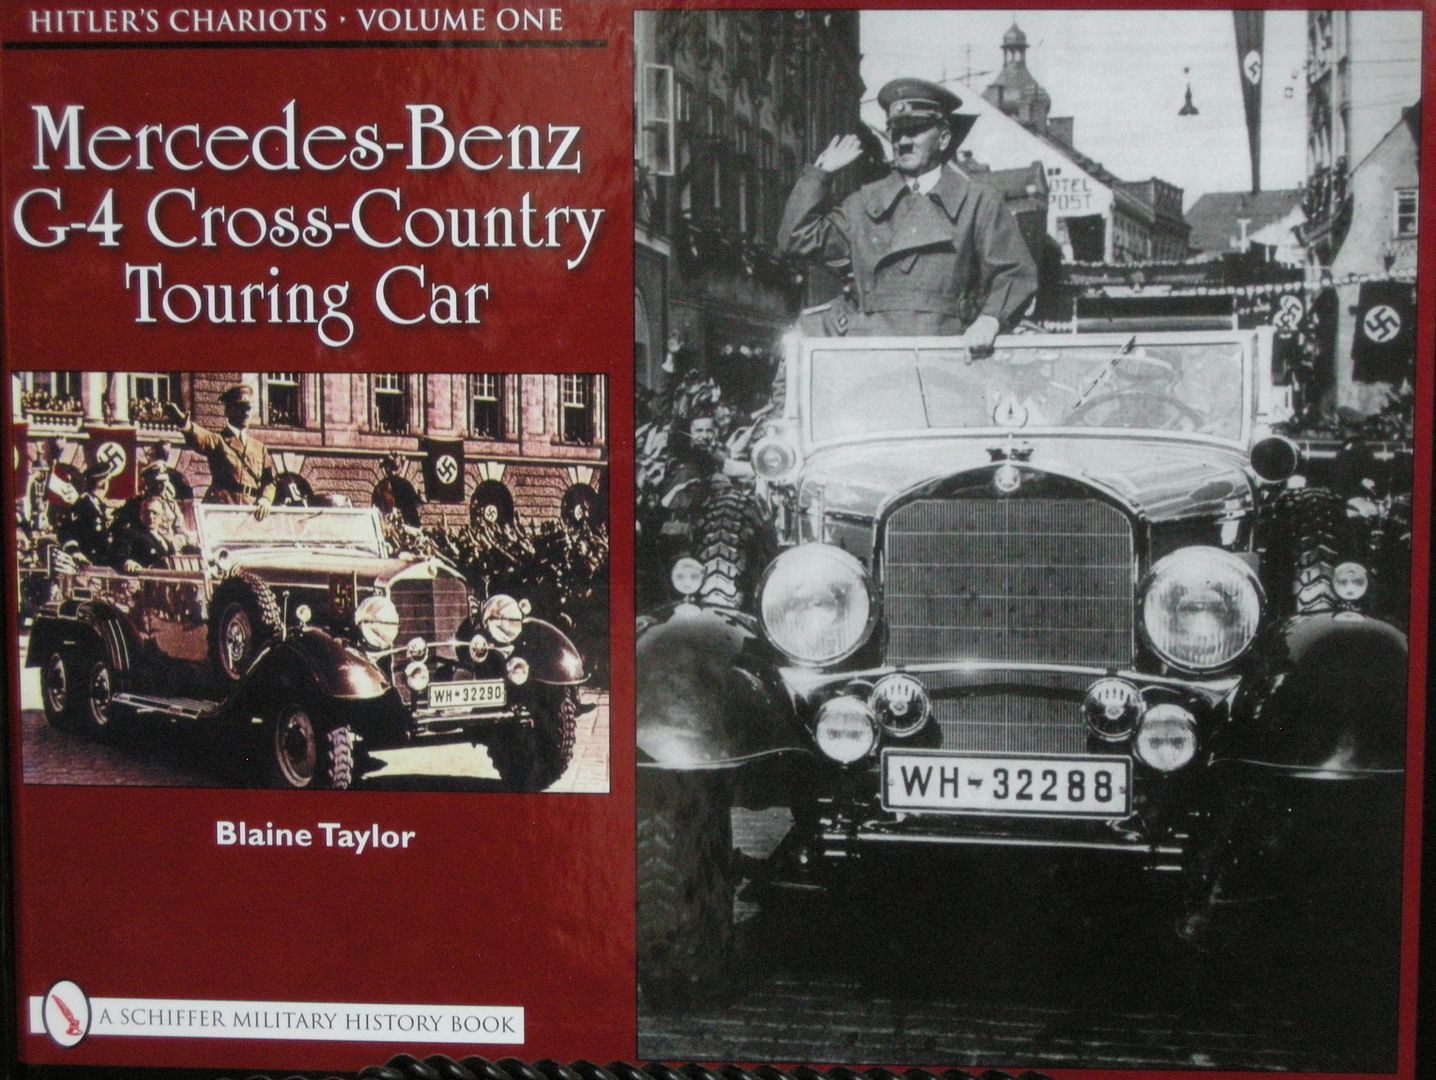 HITLER'S CHARIOTS · VOLUME ONE
Mercedes-Benz
G-4 Cross-Country
Touring Car
WH-32290
Blaine Taylor
A SCHIFFER MILITARY HISTORY BOOK
OTEL
POST
WH-32288